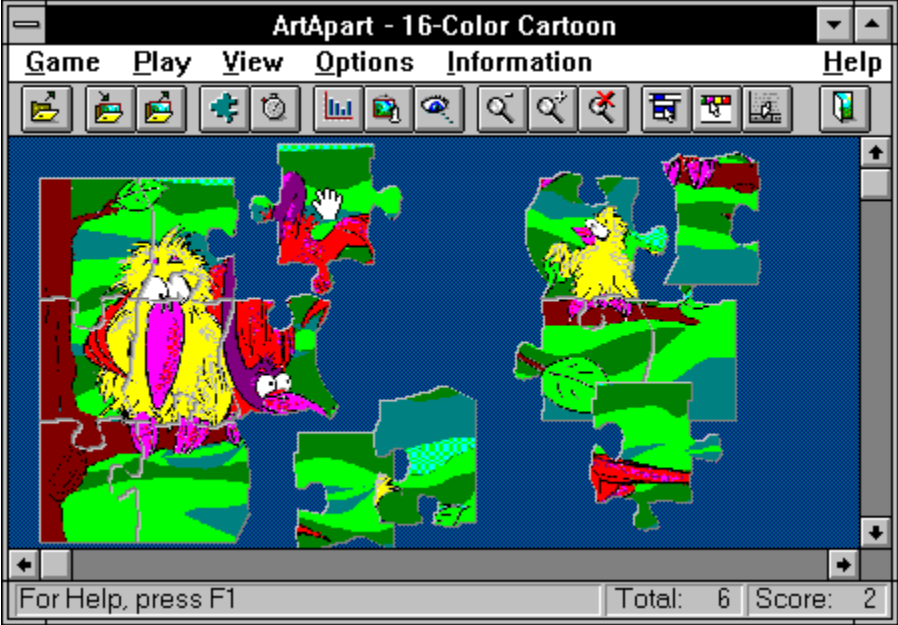 ArtApart - 16-Color Cartoon
Game Play View Options Information Help
For Help, press F1 Total: 6 Score: 2